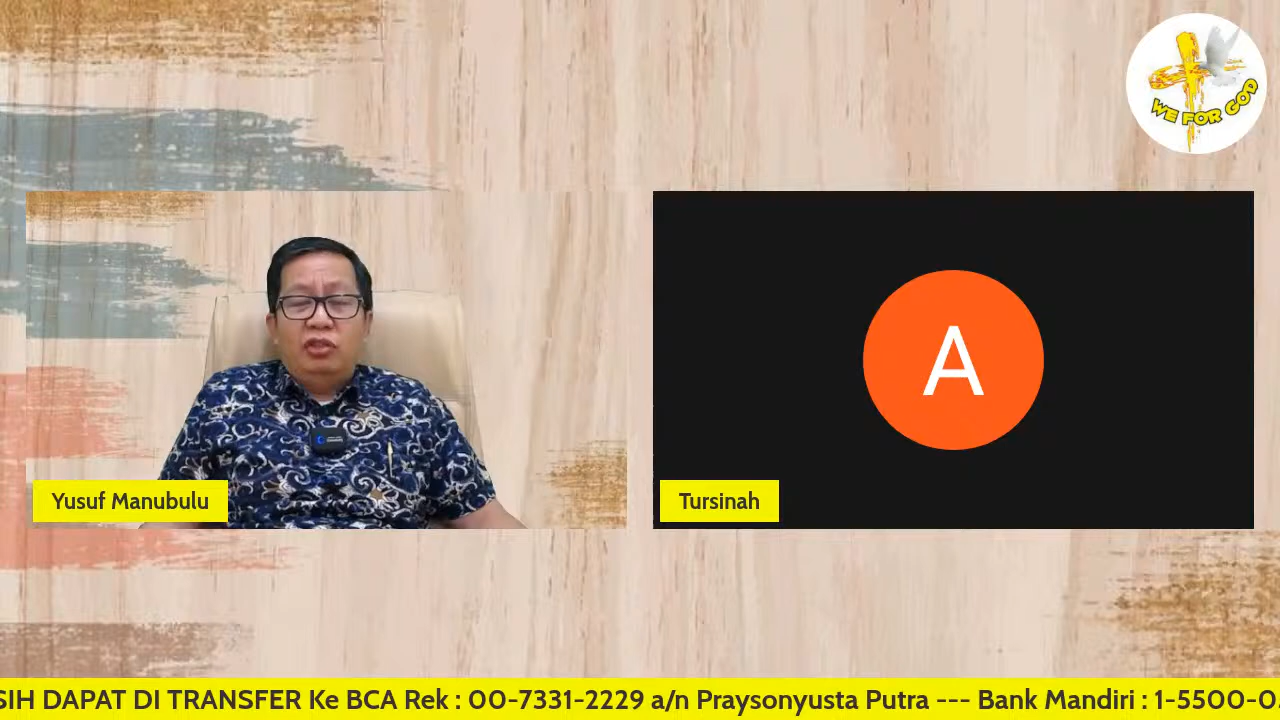 WE FOR GOD
A
Yusuf Manubulu
Tursinah
DAPAT DI TRANSFER Ke BCA Rek : 00-7331-2229 a/n Praysonyusta Putra --- Bank Mandiri : 1-5500-0